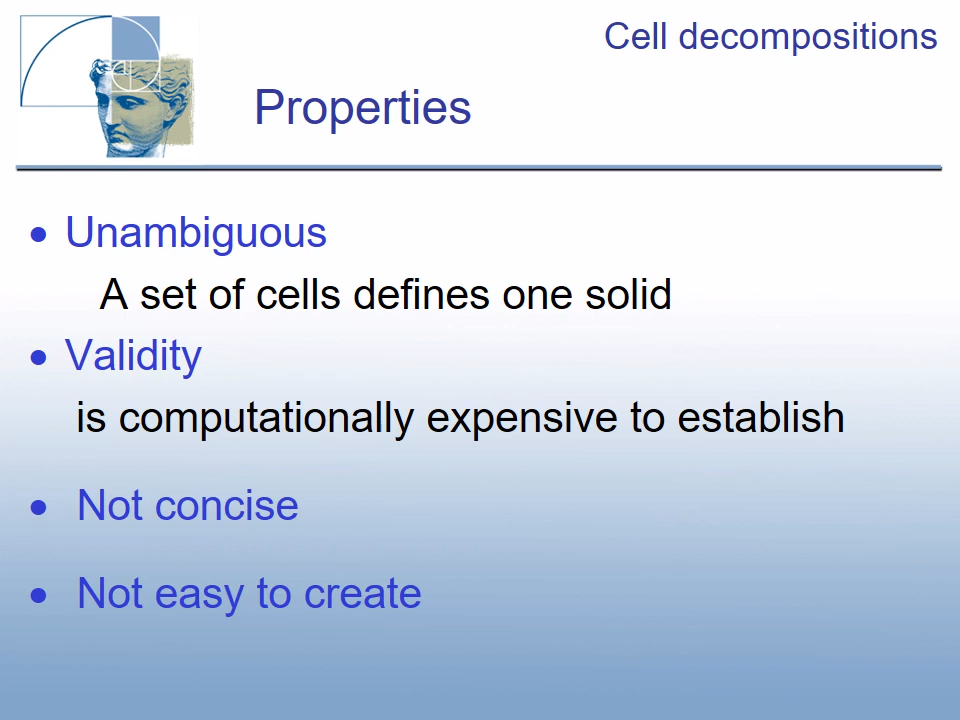 Cell decompositions
Properties
• Unambiguous
A set of cells defines one solid
• Validity
is computationally expensive to establish
• Not concise
• Not easy to create